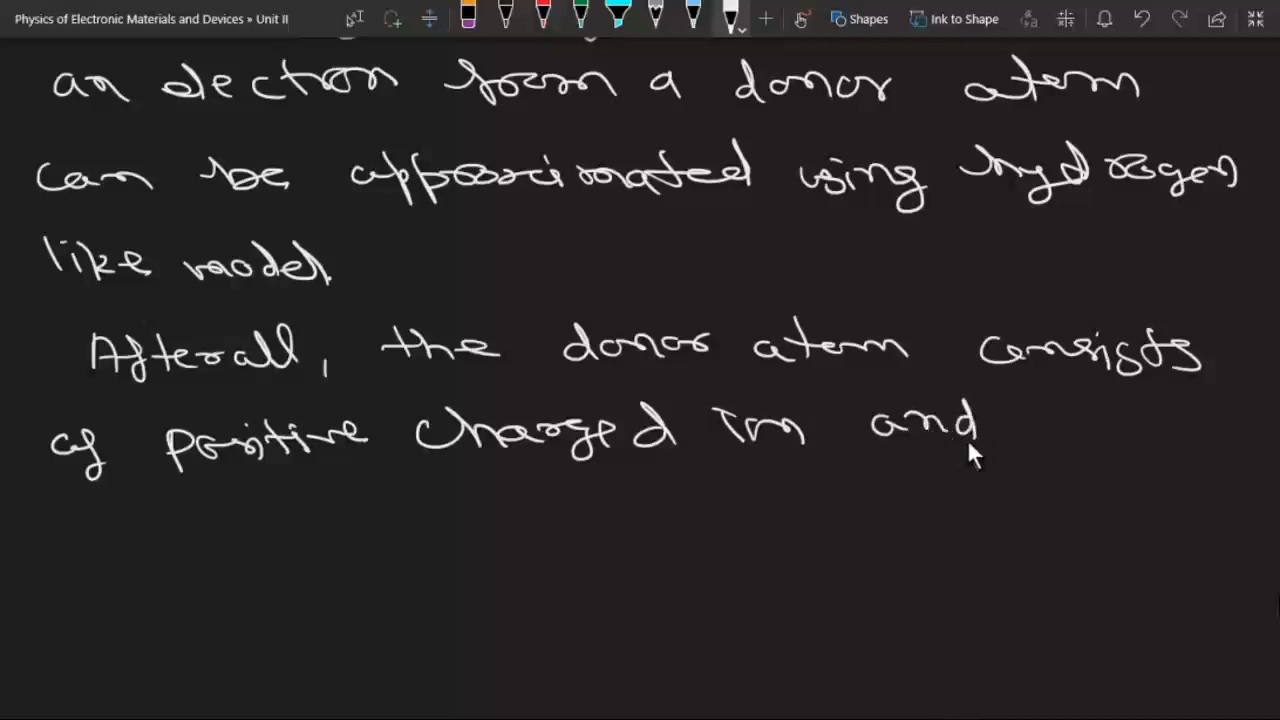 Physics of Electronic Materials and Devices » Unit II
Shapes
Ink to Shape
an electron from a donor atom
can be approximated using hydrogen
like model.
Afterall, the donor atom consists
of positive charged Ion and